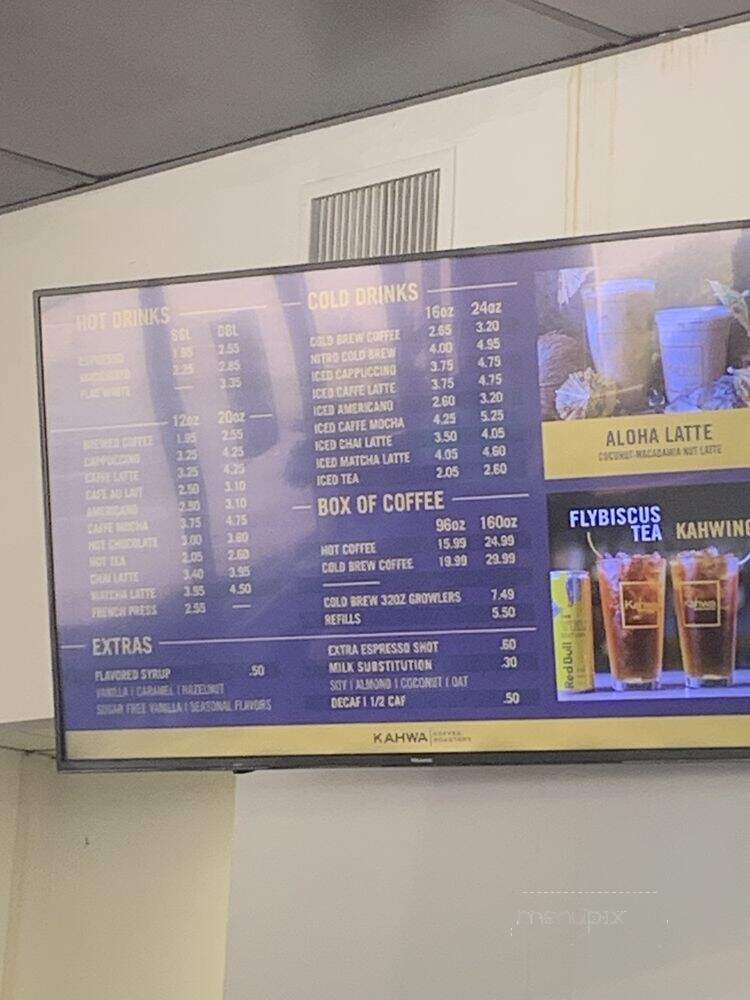 HOT DRINKS
SGL DBL
ESPRESSO 1.95 2.55
MACCHIATO 2.25 2.85
FLAT WHITE — 3.35
12oz 20oz
BREWED COFFEE 1.95 2.55
CAPPUCCINO 3.25 4.25
CAFFE LATTE 3.25 4.25
CAFE AU LAIT 2.50 3.10
AMERICANO 2.50 3.10
CAFFE MOCHA 3.75 4.75
HOT CHOCOLATE 3.00 3.60
HOT TEA 2.05 2.60
CHAI LATTE 3.40 3.95
MATCHA LATTE 3.95 4.50
FRENCH PRESS 2.55 —
COLD DRINKS
16oz 24oz
COLD BREW COFFEE 2.65 3.20
NITRO COLD BREW 4.00 4.95
ICED CAPPUCCINO 3.75 4.75
ICED CAFFE LATTE 3.75 4.75
ICED AMERICANO 2.60 3.20
ICED CAFFE MOCHA 4.25 5.25
ICED CHAI LATTE 3.50 4.05
ICED MATCHA LATTE 4.05 4.60
ICED TEA 2.05 2.60
BOX OF COFFEE
96oz 160oz
HOT COFFEE 15.99 24.99
COLD BREW COFFEE 19.99 29.99
COLD BREW 32OZ GROWLERS 7.49
REFILLS 5.50
EXTRAS
FLAVORED SYRUP .50
VANILLA | CARAMEL | HAZELNUT
SUGAR FREE VANILLA | SEASONAL FLAVORS
EXTRA ESPRESSO SHOT .60
MILK SUBSTITUTION .30
SOY | ALMOND | COCONUT | OAT
DECAF | 1/2 CAF .50
ALOHA LATTE
COCONUT-MACADAMIA NUT LATTE
FLYBISCUS
TEA
KAHWING
RedBull
Kahwa
Kahwa
KAHWA COFFEE ROASTERS
Hisense
menupix